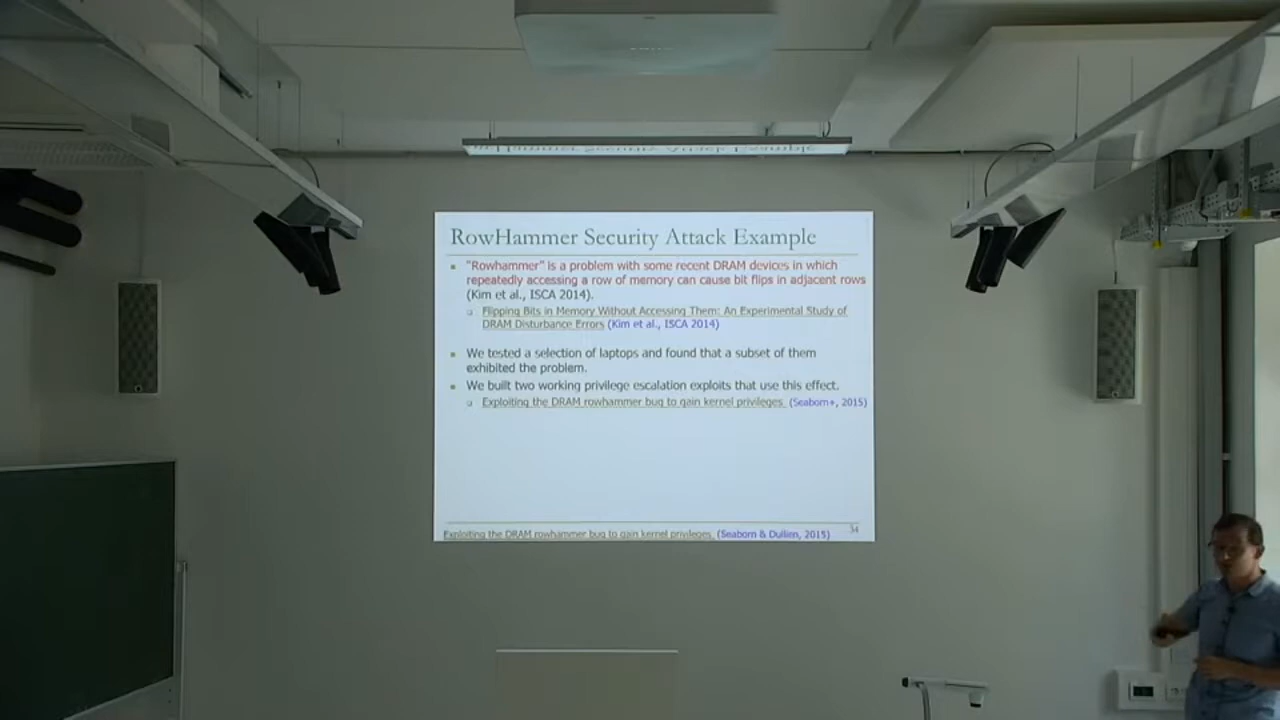 RowHammer Security Attack Example
"Rowhammer" is a problem with some recent DRAM devices in which
repeatedly accessing a row of memory can cause bit flips in adjacent rows
(Kim et al., ISCA 2014).
Flipping Bits in Memory Without Accessing Them: An Experimental Study of
DRAM Disturbance Errors (Kim et al., ISCA 2014)
We tested a selection of laptops and found that a subset of them
exhibited the problem.
We built two working privilege escalation exploits that use this effect.
Exploiting the DRAM rowhammer bug to gain kernel privileges (Seaborn+, 2015)
34
Exploiting the DRAM rowhammer bug to gain kernel privileges (Seaborn & Dullien, 2015)